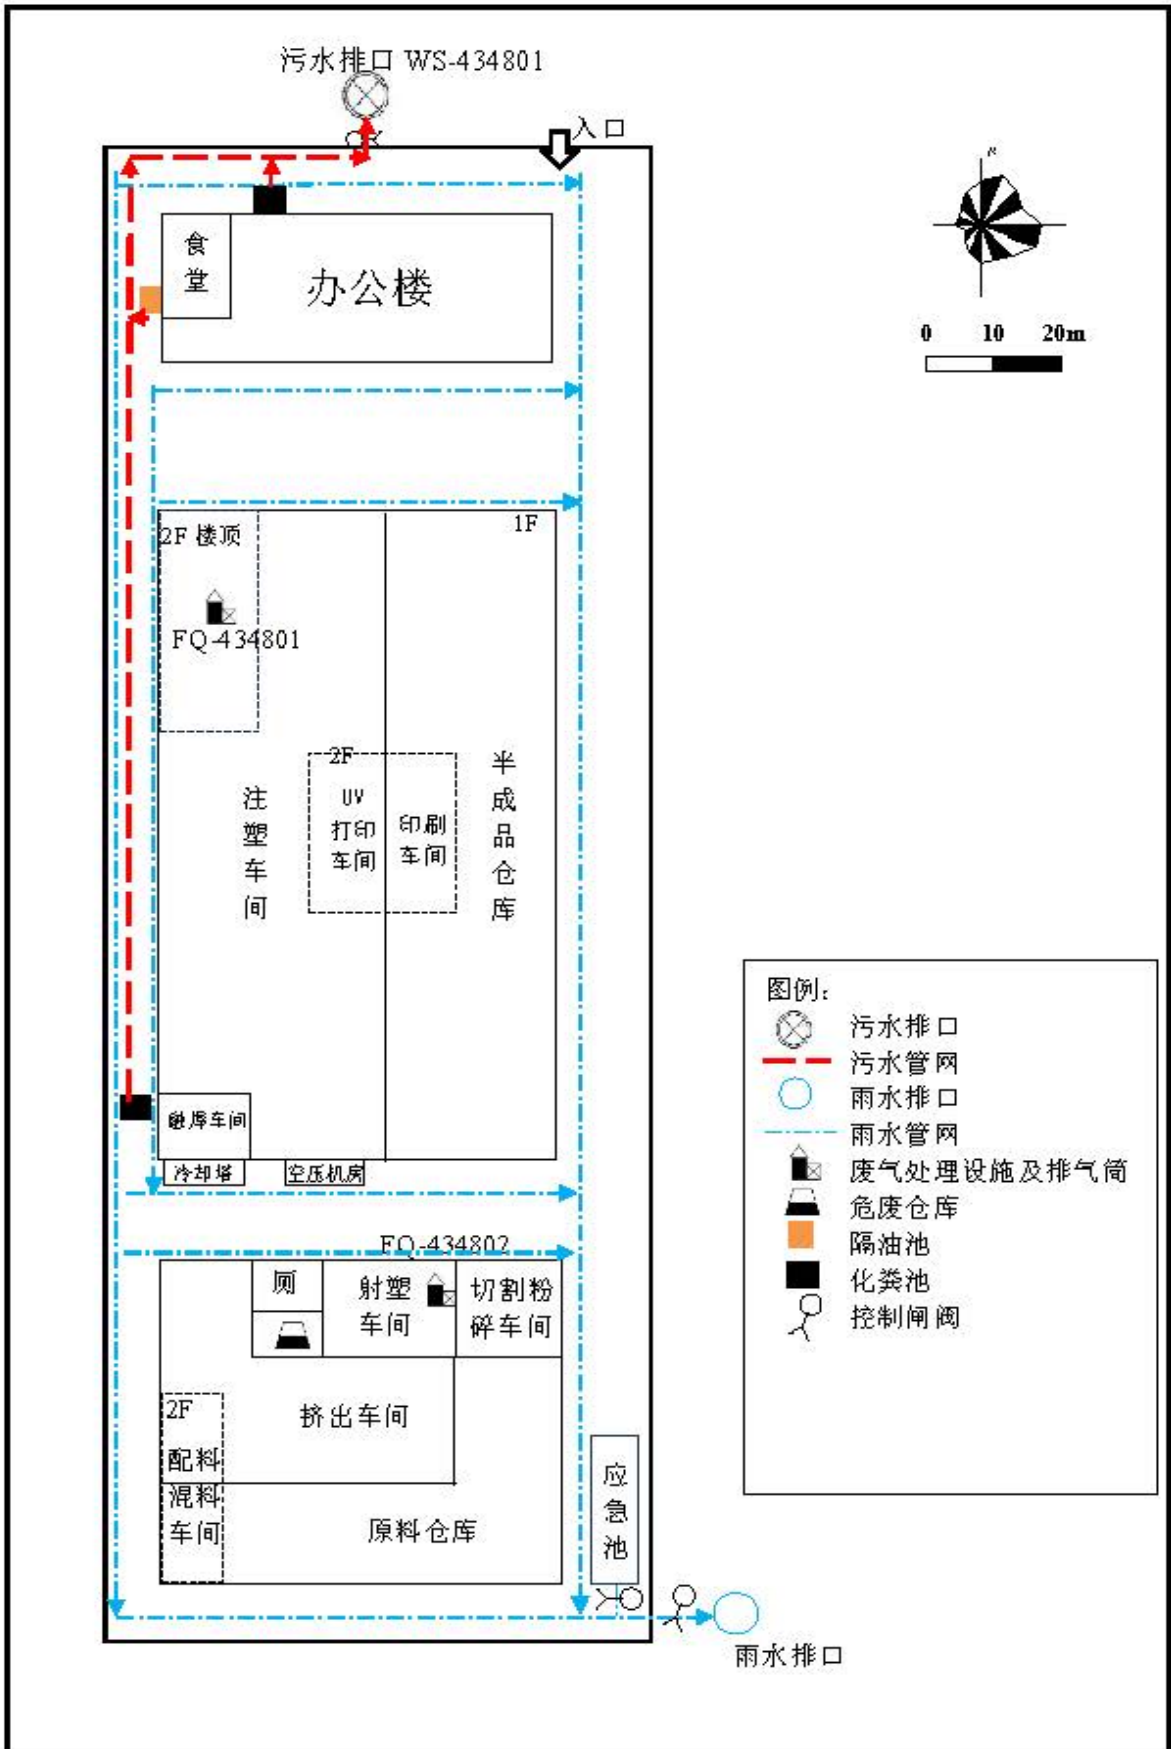 污水排口 WS-434801
入口
食
堂
办公楼
0 10 20m
2F 楼顶
1F
FQ-434801
2F
UV
打印
车间
印刷
车间
注
塑
车
间
半
成
品
仓
库
车间
冷却塔
空压机房
FQ-434802
厕
射塑
车间
切割粉
碎车间
挤出车间
2F
配料
混料
车间
原料仓库
应
急
池
雨水排口
图例:
污水排口
污水管网
雨水排口
雨水管网
废气处理设施及排气筒
危废仓库
隔油池
化粪池
控制闸阀